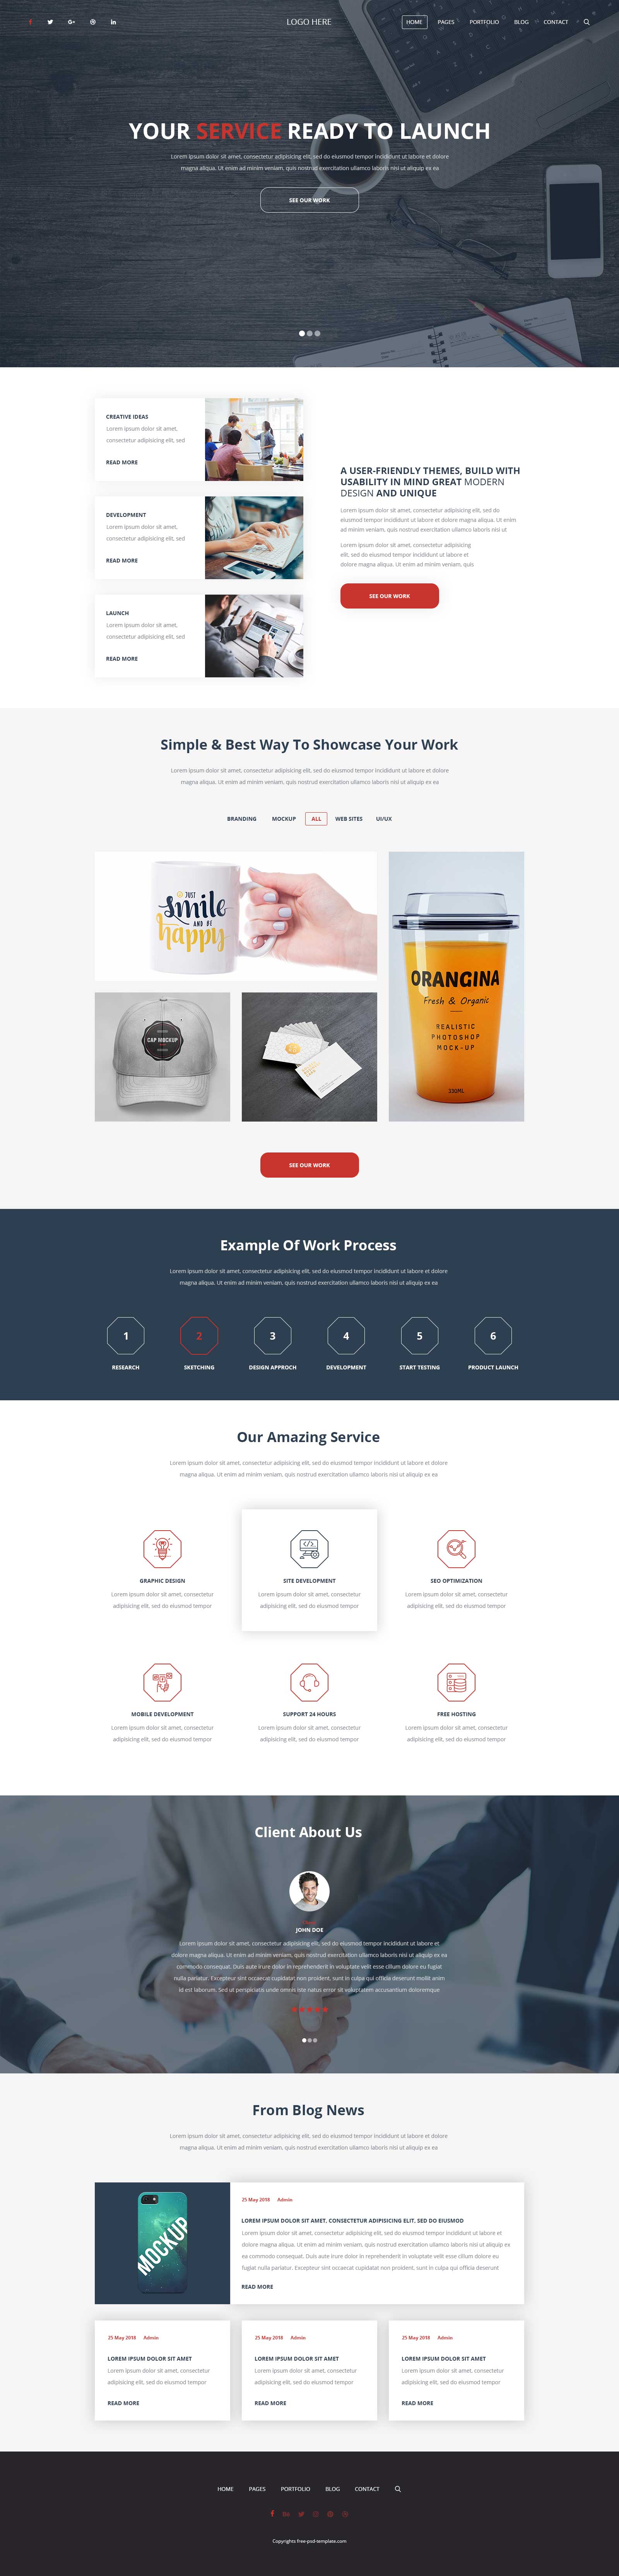 LOGO HERE
HOME PAGES PORTFOLIO BLOG CONTACT
YOUR SERVICE READY TO LAUNCH
Lorem ipsum dolor sit amet, consectetur adipisicing elit, sed do eiusmod tempor incididunt ut labore et dolore
magna aliqua. Ut enim ad minim veniam, quis nostrud exercitation ullamco laboris nisi ut aliquip ex ea
SEE OUR WORK
CREATIVE IDEAS
Lorem ipsum dolor sit amet,
consectetur adipisicing elit, sed
READ MORE
DEVELOPMENT
Lorem ipsum dolor sit amet,
consectetur adipisicing elit, sed
READ MORE
LAUNCH
Lorem ipsum dolor sit amet,
consectetur adipisicing elit, sed
READ MORE
A USER-FRIENDLY THEMES, BUILD WITH
USABILITY IN MIND GREAT MODERN
DESIGN AND UNIQUE
Lorem ipsum dolor sit amet, consectetur adipisicing elit, sed do
eiusmod tempor incididunt ut labore et dolore magna aliqua. Ut enim
ad minim veniam, quis nostrud exercitation ullamco laboris nisi ut
Lorem ipsum dolor sit amet, consectetur adipisicing
elit, sed do eiusmod tempor incididunt ut labore et
dolore magna aliqua. Ut enim ad minim veniam, quis
SEE OUR WORK
Simple & Best Way To Showcase Your Work
Lorem ipsum dolor sit amet, consectetur adipisicing elit, sed do eiusmod tempor incididunt ut labore et dolore
magna aliqua. Ut enim ad minim veniam, quis nostrud exercitation ullamco laboris nisi ut aliquip ex ea
BRANDING MOCKUP ALL WEB SITES UI/UX
JUST
Smile
AND BE
happy
ORANGINA
Fresh & Organic
REALISTIC
PHOTOSHOP
MOCK-UP
330ML
CAP MOCKUP
SEE OUR WORK
Example Of Work Process
Lorem ipsum dolor sit amet, consectetur adipisicing elit, sed do eiusmod tempor incididunt ut labore et dolore
magna aliqua. Ut enim ad minim veniam, quis nostrud exercitation ullamco laboris nisi ut aliquip ex ea
1 2 3 4 5 6
RESEARCH SKETCHING DESIGN APPROCH DEVELOPMENT START TESTING PRODUCT LAUNCH
Our Amazing Service
Lorem ipsum dolor sit amet, consectetur adipisicing elit, sed do eiusmod tempor incididunt ut labore et dolore
magna aliqua. Ut enim ad minim veniam, quis nostrud exercitation ullamco laboris nisi ut aliquip ex ea
GRAPHIC DESIGN
Lorem ipsum dolor sit amet, consectetur
adipisicing elit, sed do eiusmod tempor
SITE DEVELOPMENT
Lorem ipsum dolor sit amet, consectetur
adipisicing elit, sed do eiusmod tempor
SEO OPTIMIZATION
Lorem ipsum dolor sit amet, consectetur
adipisicing elit, sed do eiusmod tempor
MOBILE DEVELOPMENT
Lorem ipsum dolor sit amet, consectetur
adipisicing elit, sed do eiusmod tempor
SUPPORT 24 HOURS
Lorem ipsum dolor sit amet, consectetur
adipisicing elit, sed do eiusmod tempor
FREE HOSTING
Lorem ipsum dolor sit amet, consectetur
adipisicing elit, sed do eiusmod tempor
Client About Us
JOHN DOE
Lorem ipsum dolor sit amet, consectetur adipisicing elit, sed do eiusmod tempor incididunt ut labore et
dolore magna aliqua. Ut enim ad minim veniam, quis nostrud exercitation ullamco laboris nisi ut aliquip ex ea
commodo consequat. Duis aute irure dolor in reprehenderit in voluptate velit esse cillum dolore eu fugiat
nulla pariatur. Excepteur sint occaecat cupidatat non proident, sunt in culpa qui officia deserunt mollit anim
id est laborum. Sed ut perspiciatis unde omnis iste natus error sit voluptatem accusantium doloremque
From Blog News
Lorem ipsum dolor sit amet, consectetur adipisicing elit, sed do eiusmod tempor incididunt ut labore et dolore
magna aliqua. Ut enim ad minim veniam, quis nostrud exercitation ullamco laboris nisi ut aliquip ex ea
MOCKUP
25 May 2018 Admin
LOREM IPSUM DOLOR SIT AMET, CONSECTETUR ADIPISICING ELIT, SED DO EIUSMOD
Lorem ipsum dolor sit amet, consectetur adipisicing elit, sed do eiusmod tempor incididunt ut labore et
dolore magna aliqua. Ut enim ad minim veniam, quis nostrud exercitation ullamco laboris nisi ut aliquip ex
ea commodo consequat. Duis aute irure dolor in reprehenderit in voluptate velit esse cillum dolore eu
fugiat nulla pariatur. Excepteur sint occaecat cupidatat non proident, sunt in culpa qui officia deserunt
READ MORE
25 May 2018 Admin
LOREM IPSUM DOLOR SIT AMET
Lorem ipsum dolor sit amet, consectetur
adipisicing elit, sed do eiusmod tempor
READ MORE
25 May 2018 Admin
LOREM IPSUM DOLOR SIT AMET
Lorem ipsum dolor sit amet, consectetur
adipisicing elit, sed do eiusmod tempor
READ MORE
25 May 2018 Admin
LOREM IPSUM DOLOR SIT AMET
Lorem ipsum dolor sit amet, consectetur
adipisicing elit, sed do eiusmod tempor
READ MORE
HOME PAGES PORTFOLIO BLOG CONTACT
Copyrights free-psd-template.com